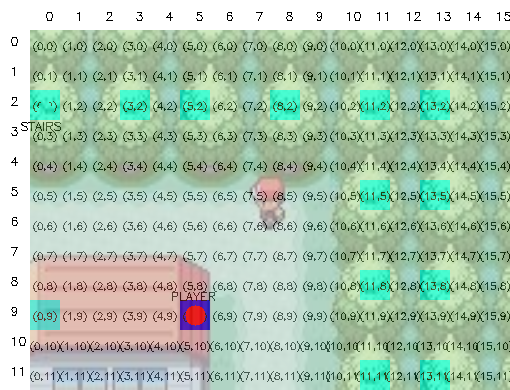 0 1 2 3 4 5 6 7 8 9 10 11 12 13 14 15
0 (0,0) (1,0) (2,0) (3,0) (4,0) (5,0) (6,0) (7,0) (8,0) (9,0) (10,0) (11,0) (12,0) (13,0) (14,0) (15,0)
1 (0,1) (1,1) (2,1) (3,1) (4,1) (5,1) (6,1) (7,1) (8,1) (9,1) (10,1) (11,1) (12,1) (13,1) (14,1) (15,1)
2 (1,2) (2,2) (3,2) (4,2) (5,2) (6,2) (7,2) (8,2) (9,2) (10,2) (11,2) (12,2) (13,2) (14,2) (15,2)
STAIRS
3 (0,3) (1,3) (2,3) (3,3) (4,3) (5,3) (6,3) (7,3) (8,3) (9,3) (10,3) (11,3) (12,3) (13,3) (14,3) (15,3)
4 (0,4) (1,4) (2,4) (3,4) (4,4) (5,4) (6,4) (7,4) (8,4) (9,4) (10,4) (11,4) (12,4) (13,4) (14,4) (15,4)
5 (0,5) (1,5) (2,5) (3,5) (4,5) (5,5) (6,5) (7,5) (8,5) (9,5) (10,5) (11,5) (12,5) (13,5) (14,5) (15,5)
6 (0,6) (1,6) (2,6) (3,6) (4,6) (5,6) (6,6) (7,6) (8,6) (9,6) (10,6) (11,6) (12,6) (13,6) (14,6) (15,6)
7 (0,7) (1,7) (2,7) (3,7) (4,7) (5,7) (6,7) (7,7) (8,7) (9,7) (10,7) (11,7) (12,7) (13,7) (14,7) (15,7)
8 (0,8) (1,8) (2,8) (3,8) (4,8) (5,8) (6,8) (7,8) (8,8) (9,8) (10,8) (11,8) (12,8) (13,8) (14,8) (15,8)
PLAYER
9 (0,9) (1,9) (2,9) (3,9) (4,9) (6,9) (7,9) (8,9) (9,9) (10,9) (11,9) (12,9) (13,9) (14,9) (15,9)
10 (0,10) (1,10) (2,10) (3,10) (4,10) (5,10) (6,10) (7,10) (8,10) (9,10) (10,10) (11,10) (12,10) (13,10) (14,10) (15,10)
11 (0,11) (1,11) (2,11) (3,11) (4,11) (5,11) (6,11) (7,11) (8,11) (9,11) (10,11) (11,11) (12,11) (13,11) (14,11) (15,11)